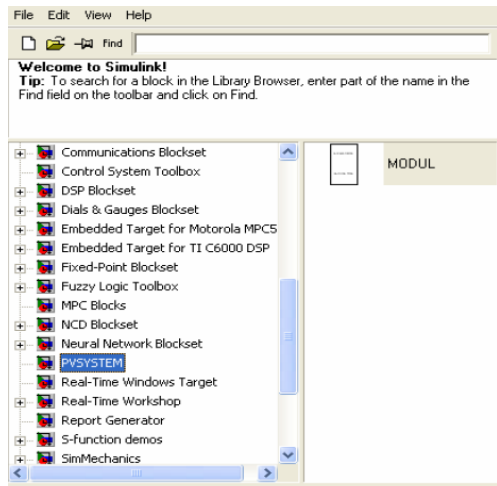 File Edit View Help
Find
Welcome to Simulink!
Tip: To search for a block in the Library Browser, enter part of the name in the
Find field on the toolbar and click on Find.
Communications Blockset
Control System Toolbox
DSP Blockset
Dials & Gauges Blockset
Embedded Target for Motorola MPC5
Embedded Target for TI C6000 DSP
Fixed-Point Blockset
Fuzzy Logic Toolbox
MPC Blocks
NCD Blockset
Neural Network Blockset
PVSYSTEM
Real-Time Windows Target
Real-Time Workshop
Report Generator
S-function demos
SimMechanics
MODUL